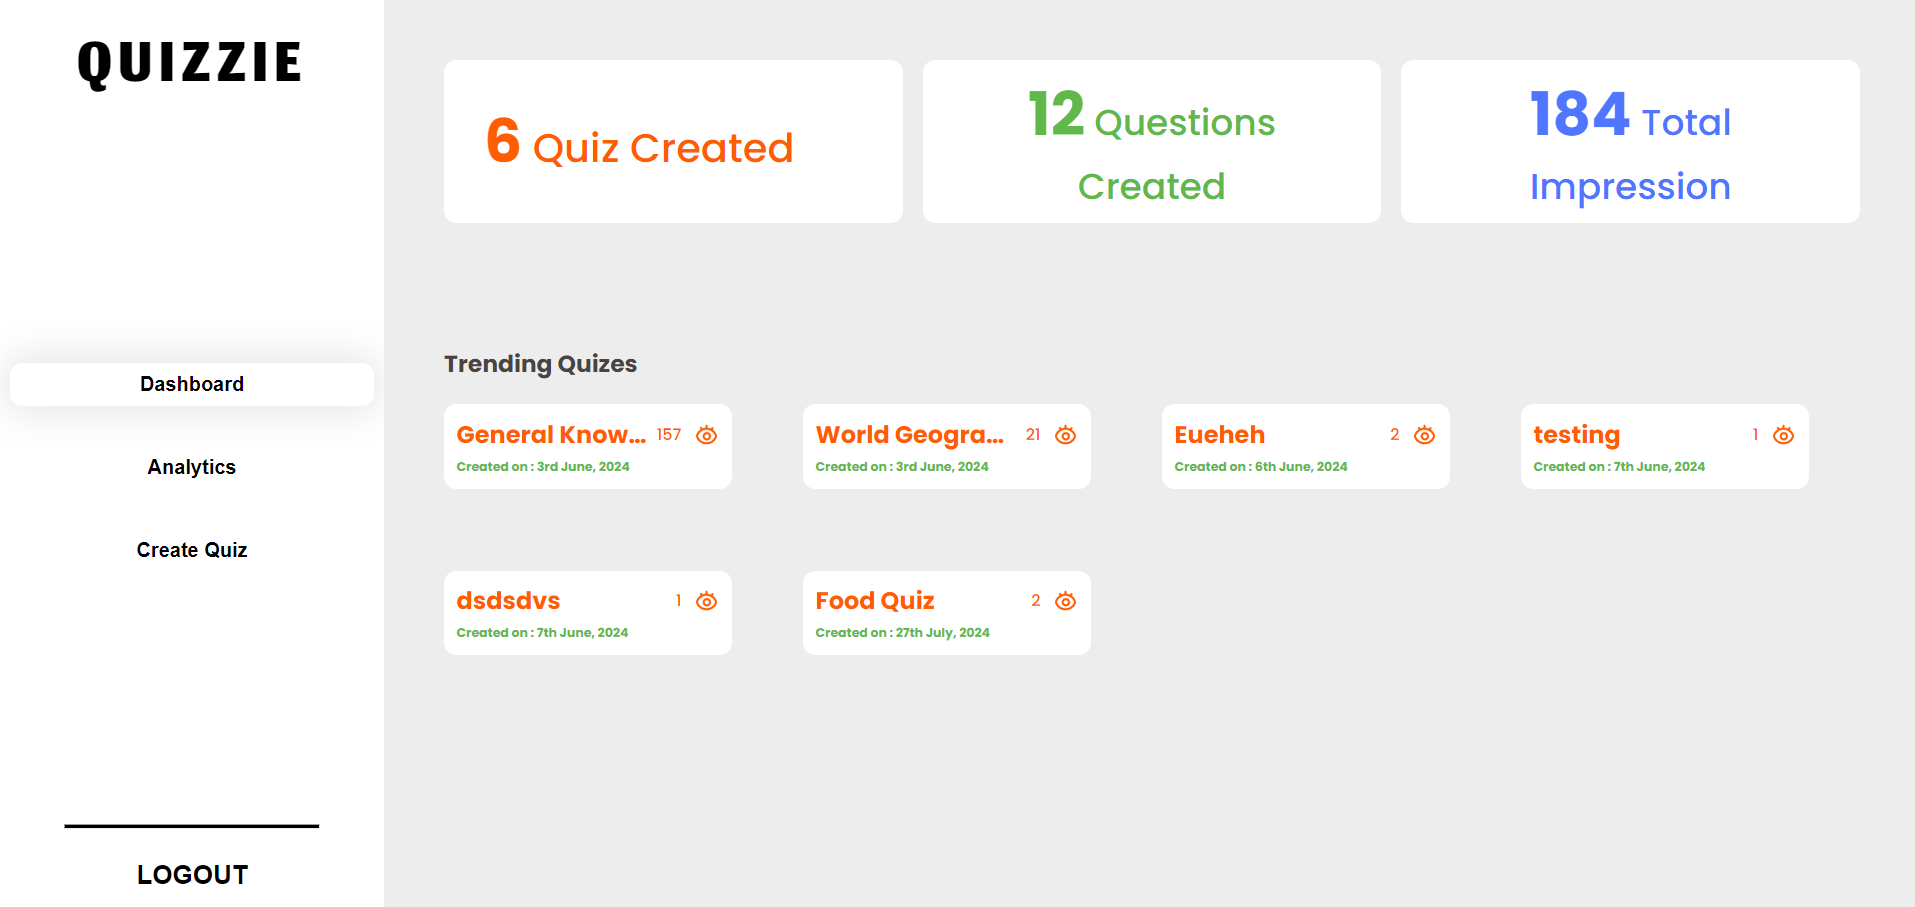 QUIZZIE
Dashboard
Analytics
Create Quiz
LOGOUT
6 Quiz Created
12 Questions
Created
184 Total
Impression
Trending Quizes
General Know... 157
Created on : 3rd June, 2024
World Geogra... 21
Created on : 3rd June, 2024
Eueheh 2
Created on : 6th June, 2024
testing 1
Created on : 7th June, 2024
dsdsdvs 1
Created on : 7th June, 2024
Food Quiz 2
Created on : 27th July, 2024